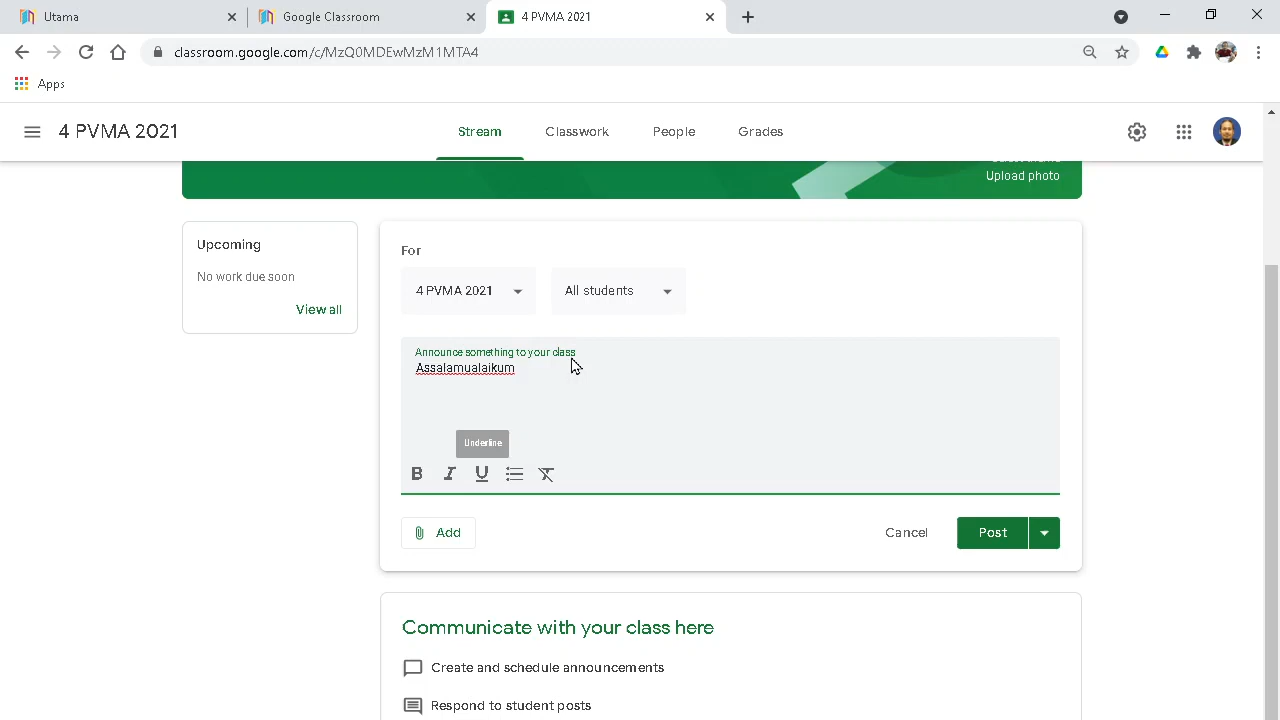 Utama
Google Classroom
4 PVMA 2021
classroom.google.com/c/MzQ0MDEwMzM1MTA4
Apps
4 PVMA 2021
Stream
Classwork
People
Grades
Upload photo
Upcoming
No work due soon
View all
For
4 PVMA 2021
All students
Announce something to your class
Assalamualaikum
Underline
Add
Cancel
Post
Communicate with your class here
Create and schedule announcements
Respond to student posts